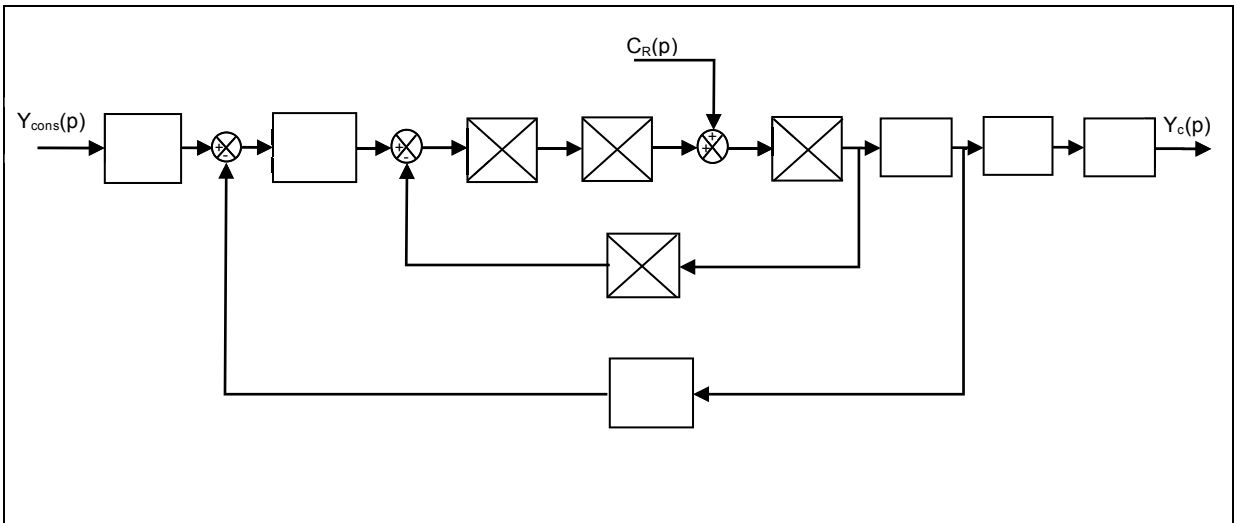 C_R(p)
Y_cons(p)
Y_c(p)
+
-
+
-
+
+